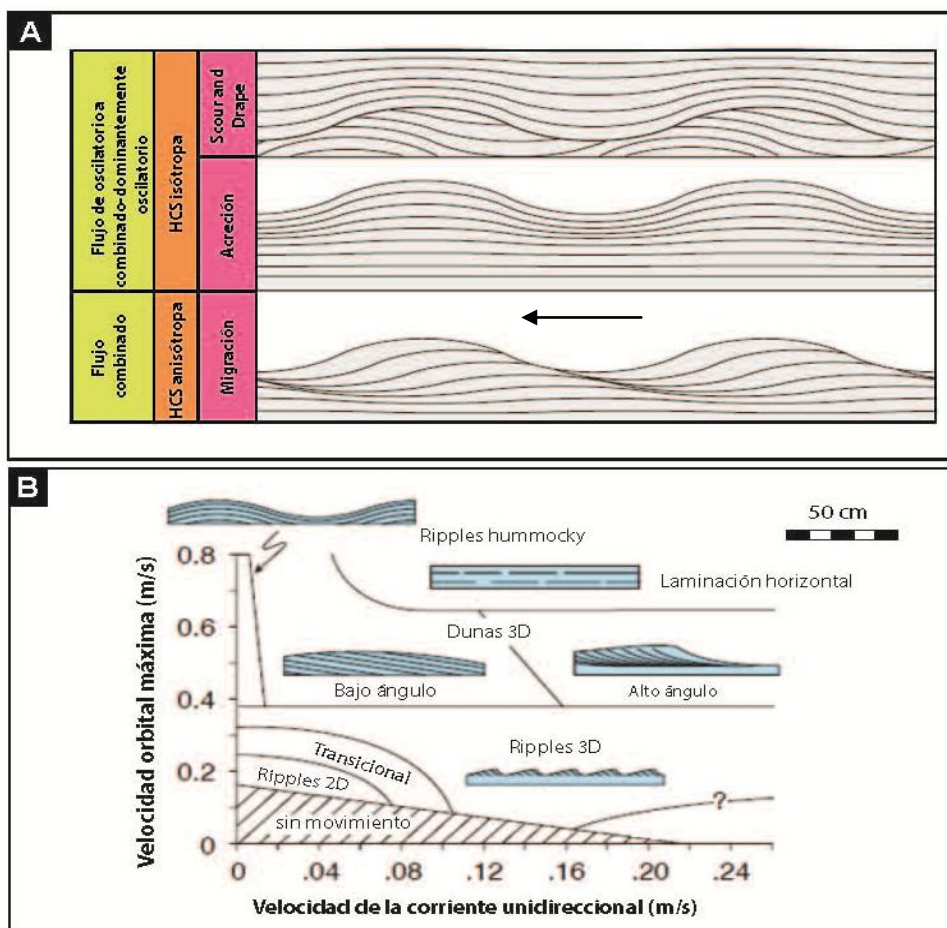 A
Flujo de oscilatorio a
combinado-dominantemente
oscilatorio
HCS isótropa
Scour and
Drape
Acreción
Flujo
combinado
HCS anisótropa
Migración
B
50 cm
Ripples hummocky
Laminación horizontal
Dunas 3D
Bajo ángulo
Alto ángulo
Ripples 3D
Transicional
Ripples 2D
sin movimiento
?
Velocidad orbital máxima (m/s)
0.8
0.6
0.4
0.2
0
0 .04 .08 .12 .16 .20 .24
Velocidad de la corriente unidireccional (m/s)